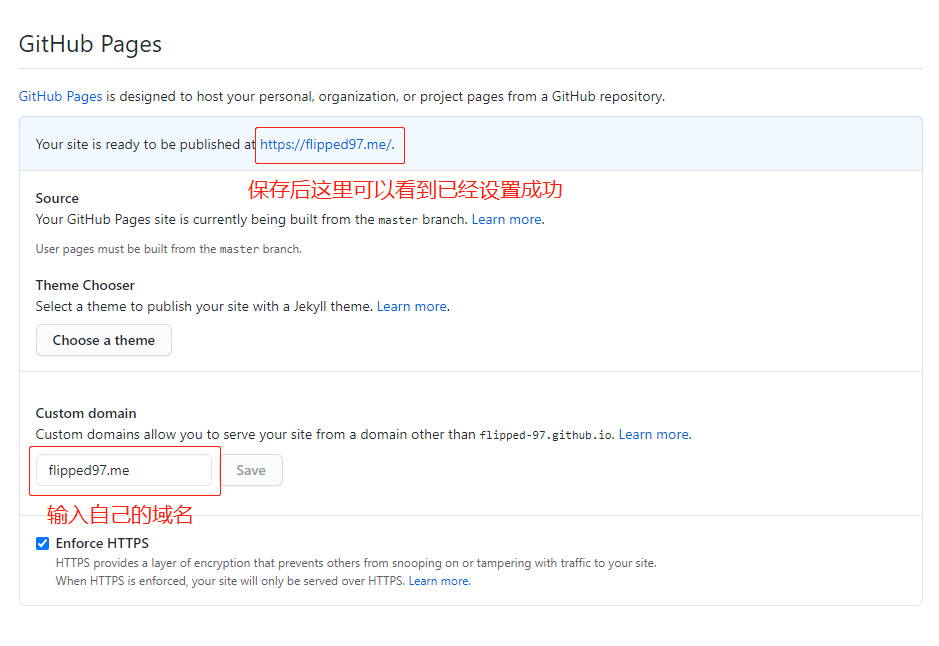 GitHub Pages
GitHub Pages is designed to host your personal, organization, or project pages from a GitHub repository.
Your site is ready to be published at https://flipped97.me/.
保存后这里可以看到已经设置成功
Source
Your GitHub Pages site is currently being built from the master branch. Learn more.
User pages must be built from the master branch.
Theme Chooser
Select a theme to publish your site with a Jekyll theme. Learn more.
Choose a theme
Custom domain
Custom domains allow you to serve your site from a domain other than flipped-97.github.io. Learn more.
flipped97.me Save
输入自己的域名
Enforce HTTPS
HTTPS provides a layer of encryption that prevents others from snooping on or tampering with traffic to your site.
When HTTPS is enforced, your site will only be served over HTTPS. Learn more.